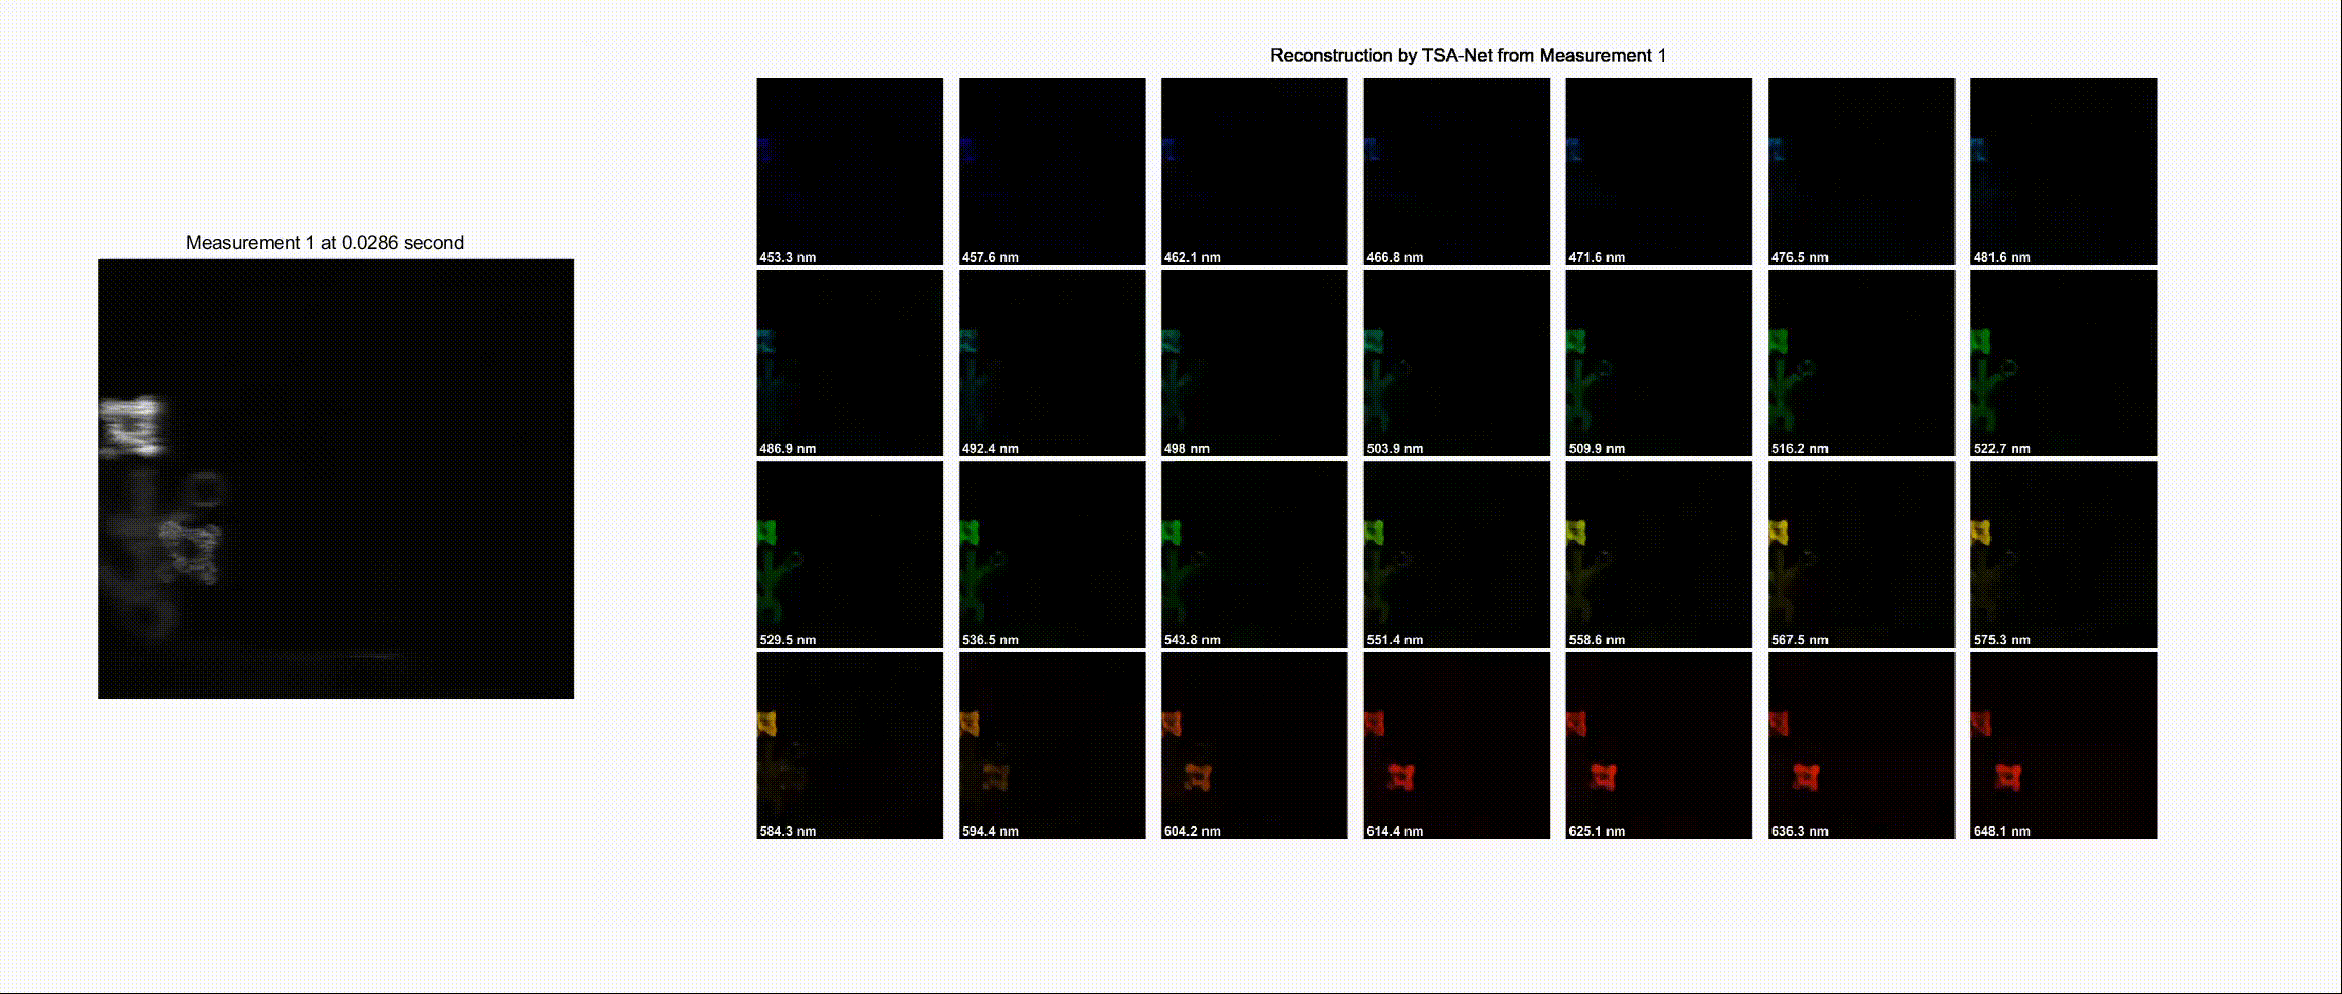 Reconstruction by TSA-Net from Measurement 1
Measurement 1 at 0.0286 second
453.3 nm
457.6 nm
462.1 nm
466.8 nm
471.6 nm
476.5 nm
481.6 nm
486.9 nm
492.4 nm
498 nm
503.9 nm
509.9 nm
516.2 nm
522.7 nm
529.5 nm
536.5 nm
543.8 nm
551.4 nm
558.6 nm
567.5 nm
575.3 nm
584.3 nm
594.4 nm
604.2 nm
614.4 nm
625.1 nm
636.3 nm
648.1 nm